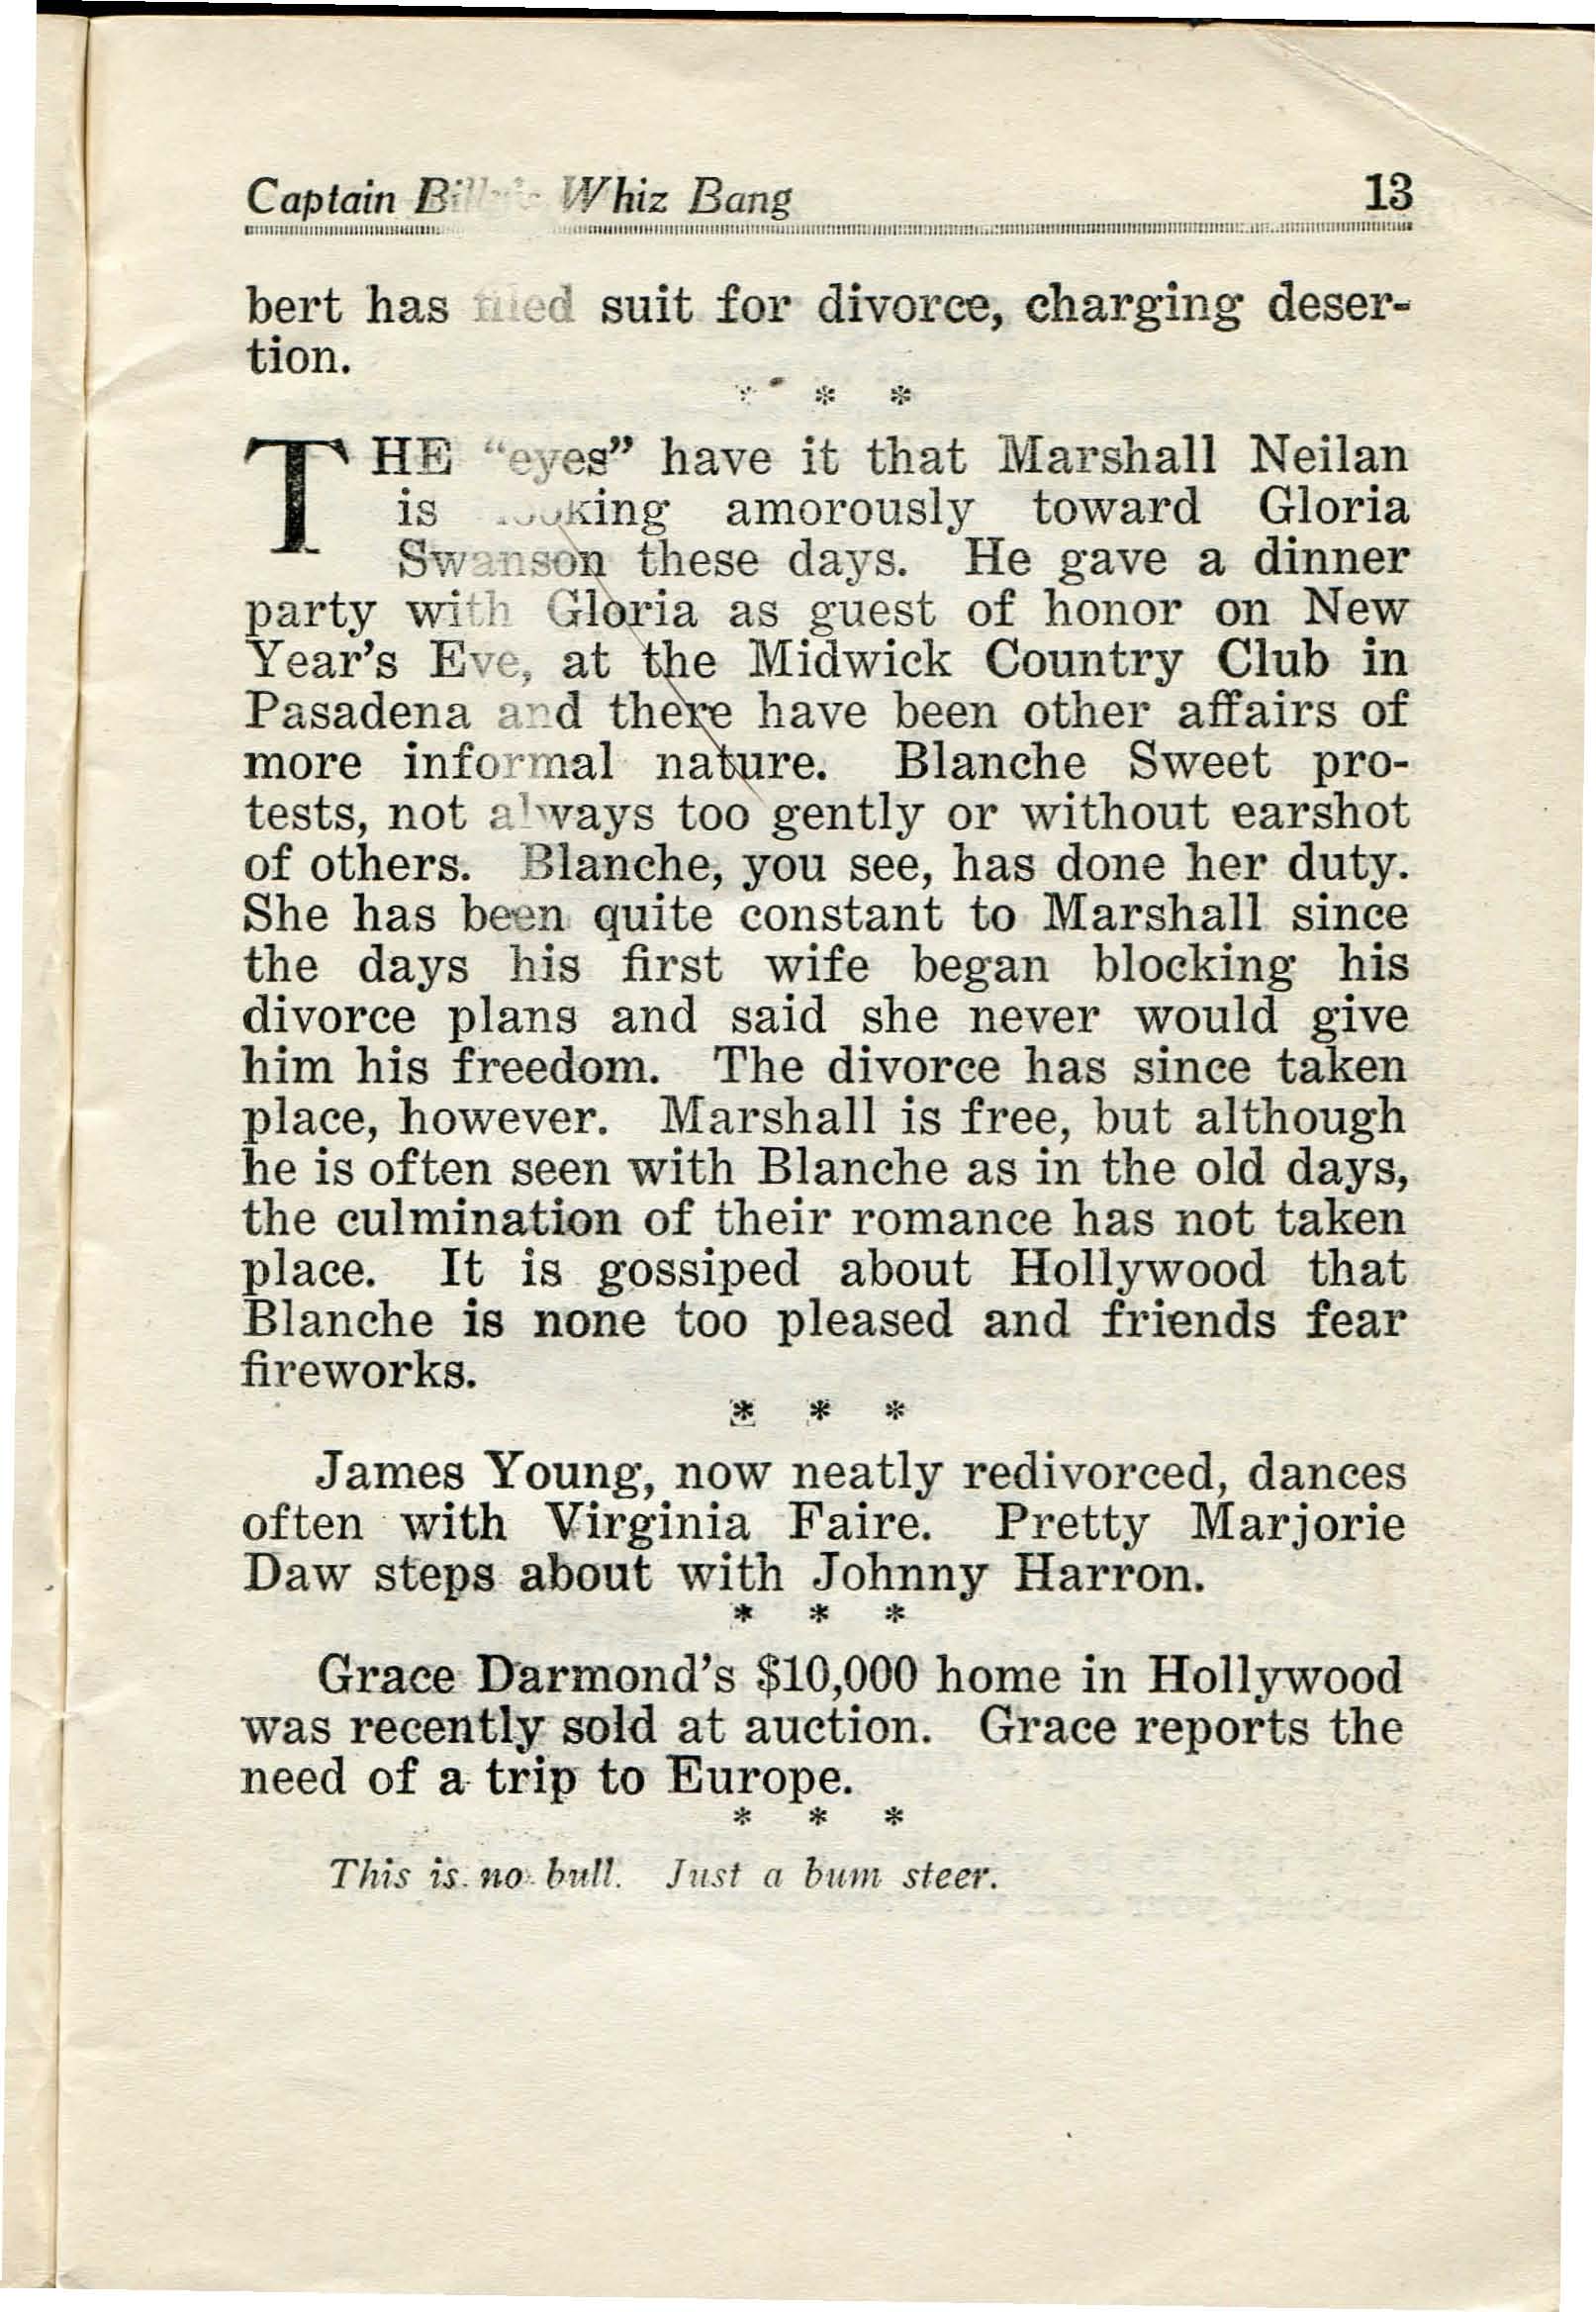 Captain Billy's Whiz Bang 13
bert has filed suit for divorce, charging deser-
tion.
* * *
THE "eyes" have it that Marshall Neilan
is looking amorously toward Gloria
Swanson these days. He gave a dinner
party with Gloria as guest of honor on New
Year's Eve, at the Midwick Country Club in
Pasadena and there have been other affairs of
more informal nature. Blanche Sweet pro-
tests, not always too gently or without earshot
of others. Blanche, you see, has done her duty.
She has been quite constant to Marshall since
the days his first wife began blocking his
divorce plans and said she never would give
him his freedom. The divorce has since taken
place, however. Marshall is free, but although
he is often seen with Blanche as in the old days,
the culmination of their romance has not taken
place. It is gossiped about Hollywood that
Blanche is none too pleased and friends fear
fireworks.
* * *
James Young, now neatly redivorced, dances
often with Virginia Faire. Pretty Marjorie
Daw steps about with Johnny Harron.
* * *
Grace Darmond's $10,000 home in Hollywood
was recently sold at auction. Grace reports the
need of a trip to Europe.
* * *
This is no bull. Just a bum steer.